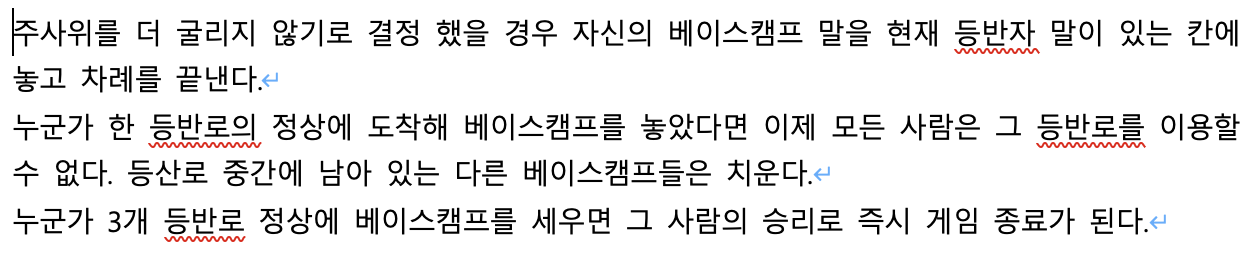 주사위를 더 굴리지 않기로 결정 했을 경우 자신의 베이스캠프 말을 현재 등반자 말이 있는 칸에
놓고 차례를 끝낸다.
누군가 한 등반로의 정상에 도착해 베이스캠프를 놓았다면 이제 모든 사람은 그 등반로를 이용할
수 없다. 등산로 중간에 남아 있는 다른 베이스캠프들은 치운다.
누군가 3개 등반로 정상에 베이스캠프를 세우면 그 사람의 승리로 즉시 게임 종료가 된다.